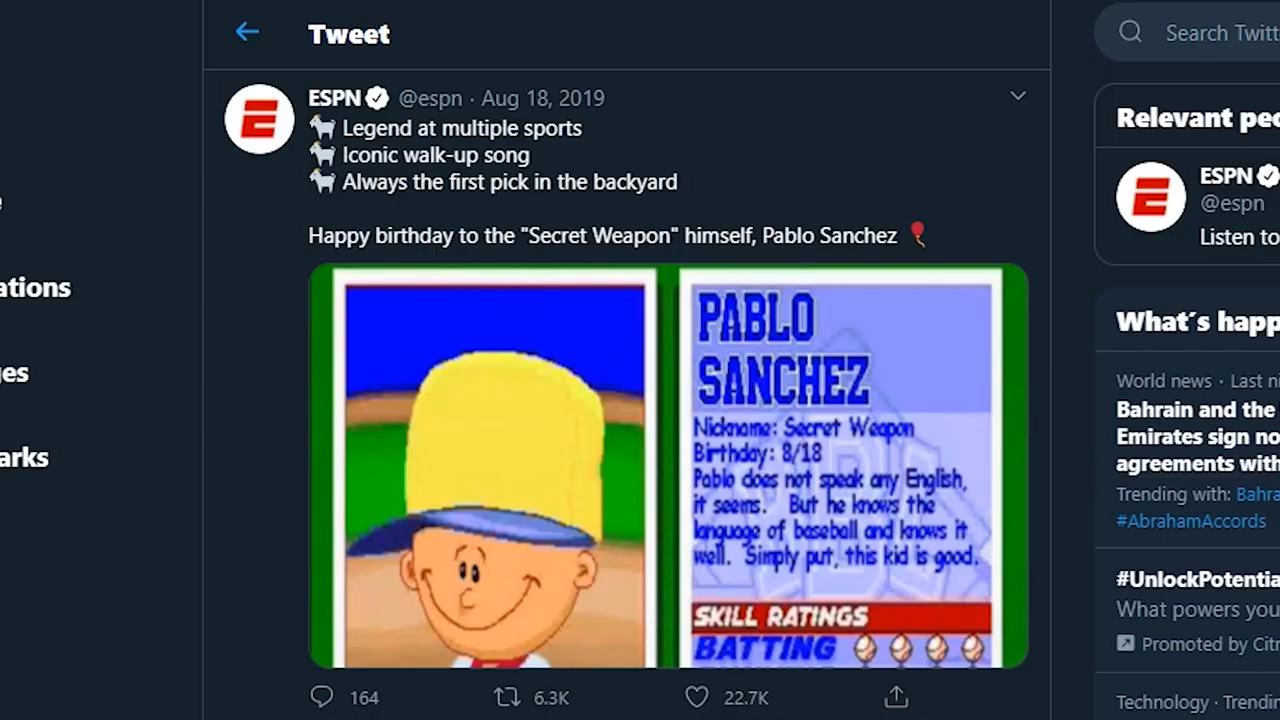 Tweet
Search Twitt
ESPN @espn · Aug 18, 2019
Legend at multiple sports
Iconic walk-up song
Always the first pick in the backyard
Happy birthday to the "Secret Weapon" himself, Pablo Sanchez
PABLO
SANCHEZ
Nickname: Secret Weapon
Birthday: 8/18
Pablo does not speak any English,
it seems. But he knows the
language of baseball and knows it
well. Simply put, this kid is good.
SKILL RATINGS
BATTING
164
6.3K
22.7K
ations
ges
arks
Relevant peo
ESPN
@espn
Listen to
What's happ
World news · Last ni
Bahrain and the
Emirates sign no
agreements with
Trending with: Bahra
#AbrahamAccords
#UnlockPotentia
What powers you
Promoted by Citr
Technology · Trendin